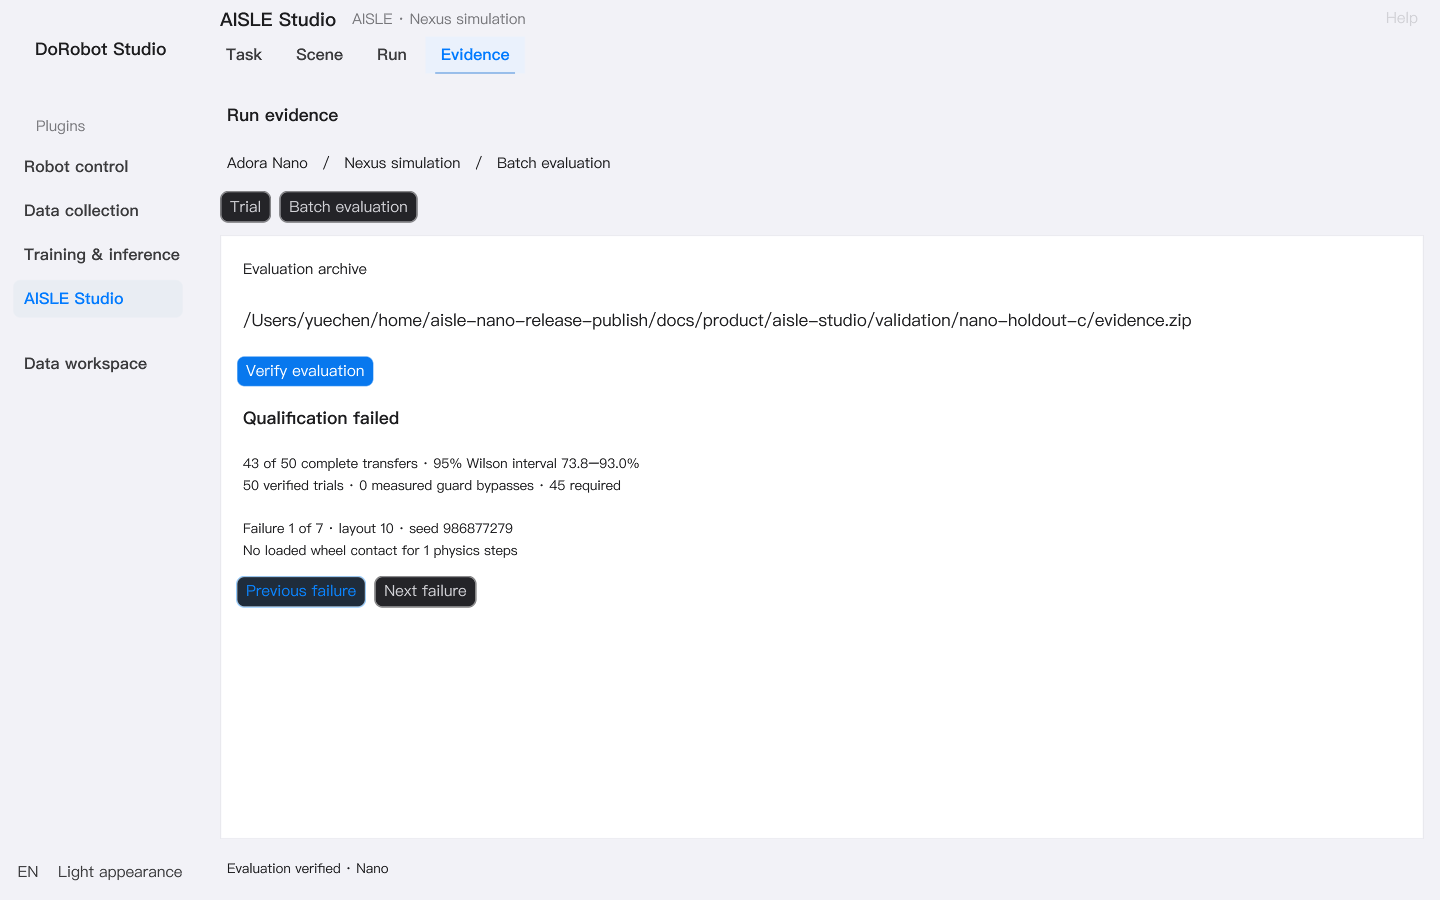 AISLE Studio AISLE · Nexus simulation Help
DoRobot Studio
Task Scene Run Evidence
Run evidence
Plugins
Adora Nano / Nexus simulation / Batch evaluation
Robot control
Trial Batch evaluation
Data collection
Training & inference
AISLE Studio
Data workspace
Evaluation archive
/Users/yuechen/home/aisle-nano-release-publish/docs/product/aisle-studio/validation/nano-holdout-c/evidence.zip
Verify evaluation
Qualification failed
43 of 50 complete transfers · 95% Wilson interval 73.8—93.0%
50 verified trials · 0 measured guard bypasses · 45 required
Failure 1 of 7 · layout 10 · seed 986877279
No loaded wheel contact for 1 physics steps
Previous failure Next failure
EN Light appearance
Evaluation verified · Nano